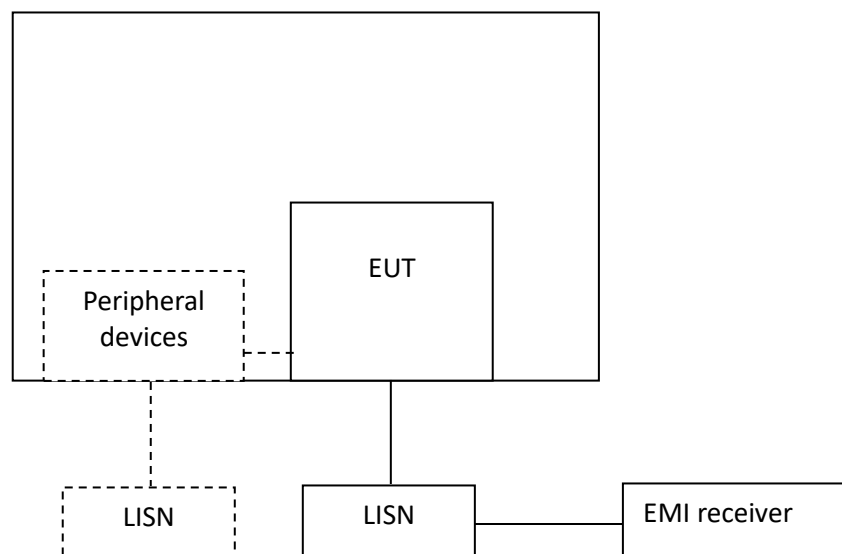 EUT
Peripheral
devices
LISN
LISN
EMI receiver